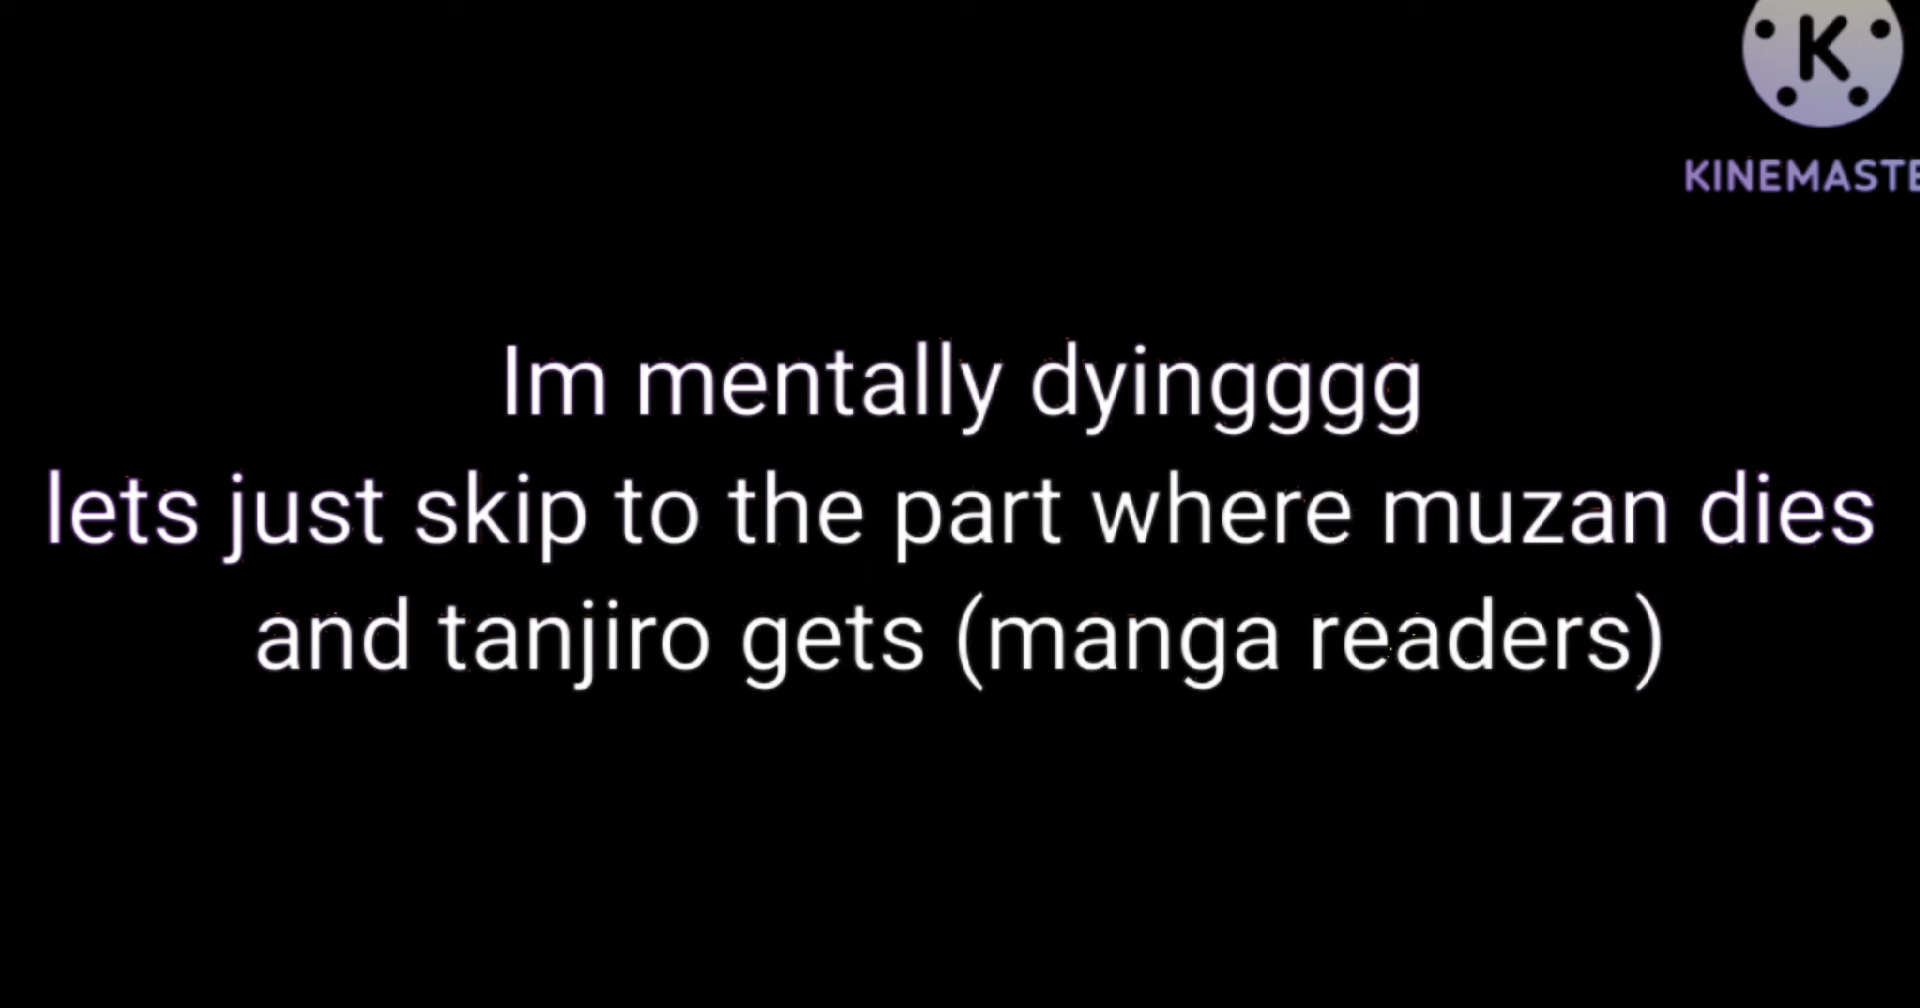 KINEMASTE
Im mentally dyingggg
lets just skip to the part where muzan dies
and tanjiro gets (manga readers)